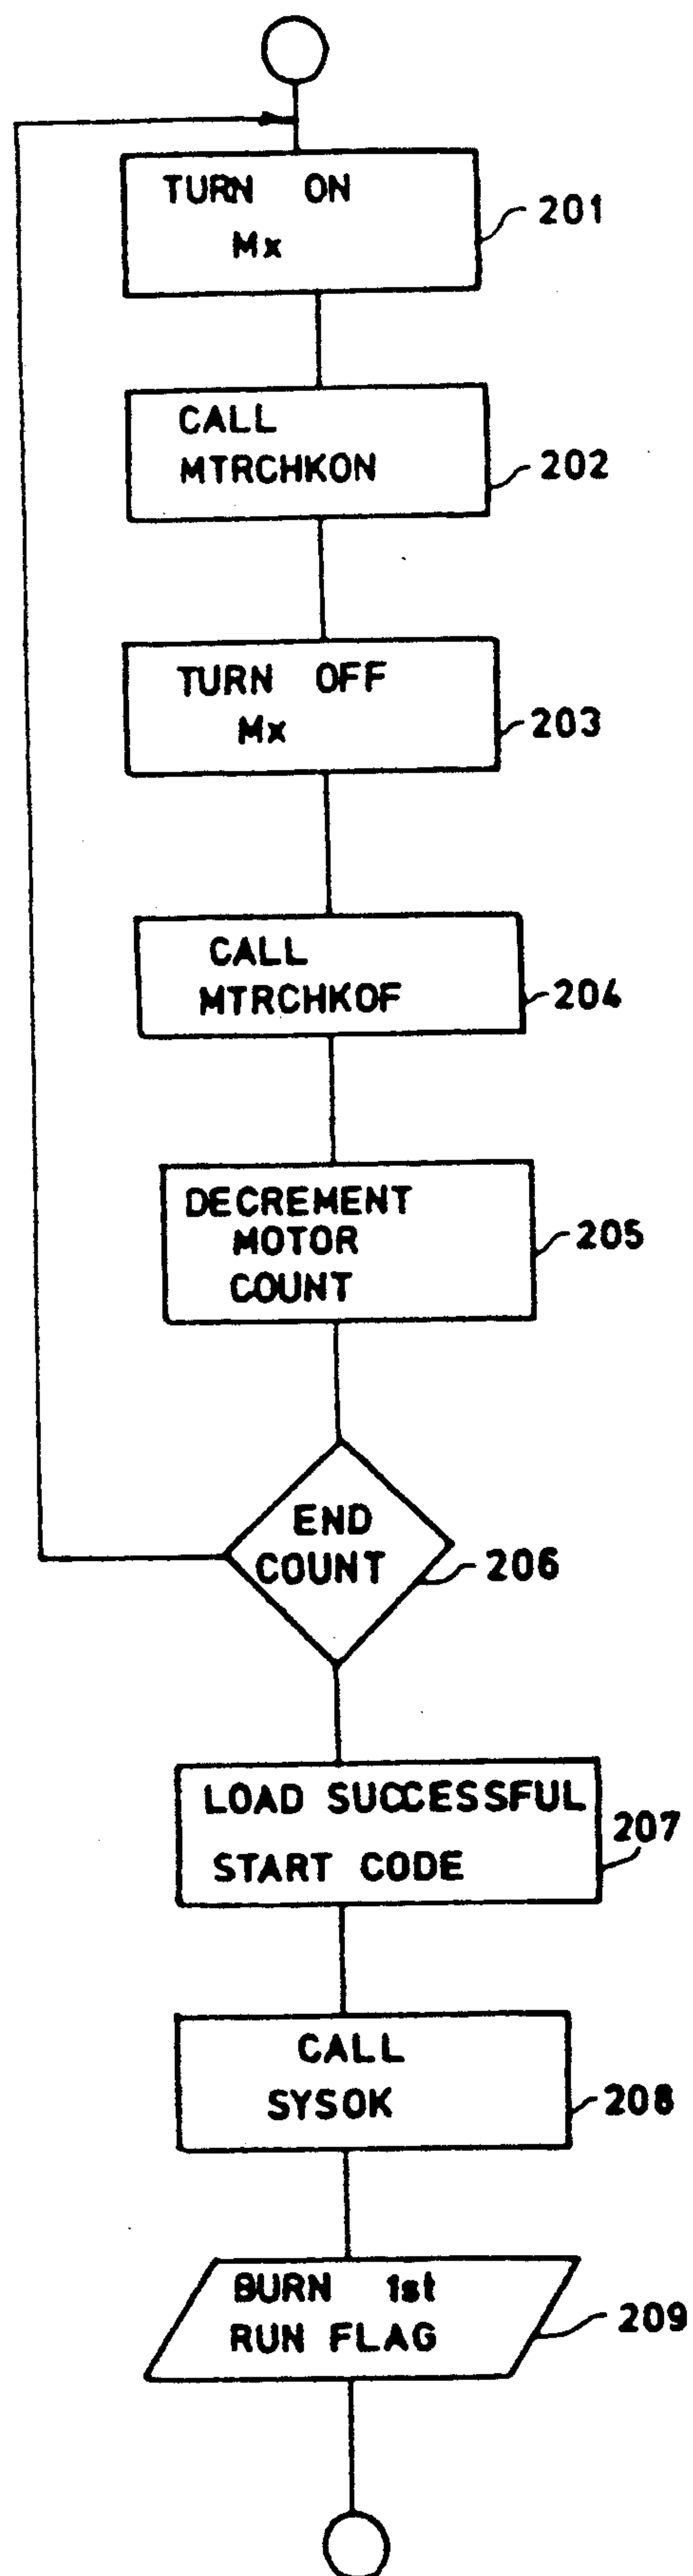 TURN ON
Mx
201
CALL
MTRCHKON
202
TURN OFF
Mx
203
CALL
MTRCHKOF
204
DECREMENT
MOTOR
COUNT
205
END
COUNT
206
LOAD SUCCESSFUL
START CODE
207
CALL
SYSOK
208
BURN 1st
RUN FLAG
209